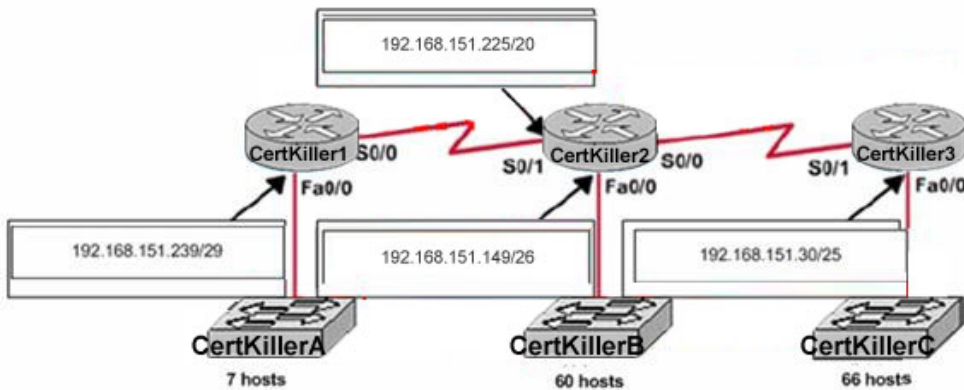 192.168.151.225/20
CertKiller1
S0/0
S0/1
CertKiller2
S0/0
S0/1
CertKiller3
Fa0/0
Fa0/0
Fa0/0
192.168.151.239/29
192.168.151.149/26
192.168.151.30/25
CertKillerA
CertKillerB
CertKillerC
7 hosts
60 hosts
66 hosts